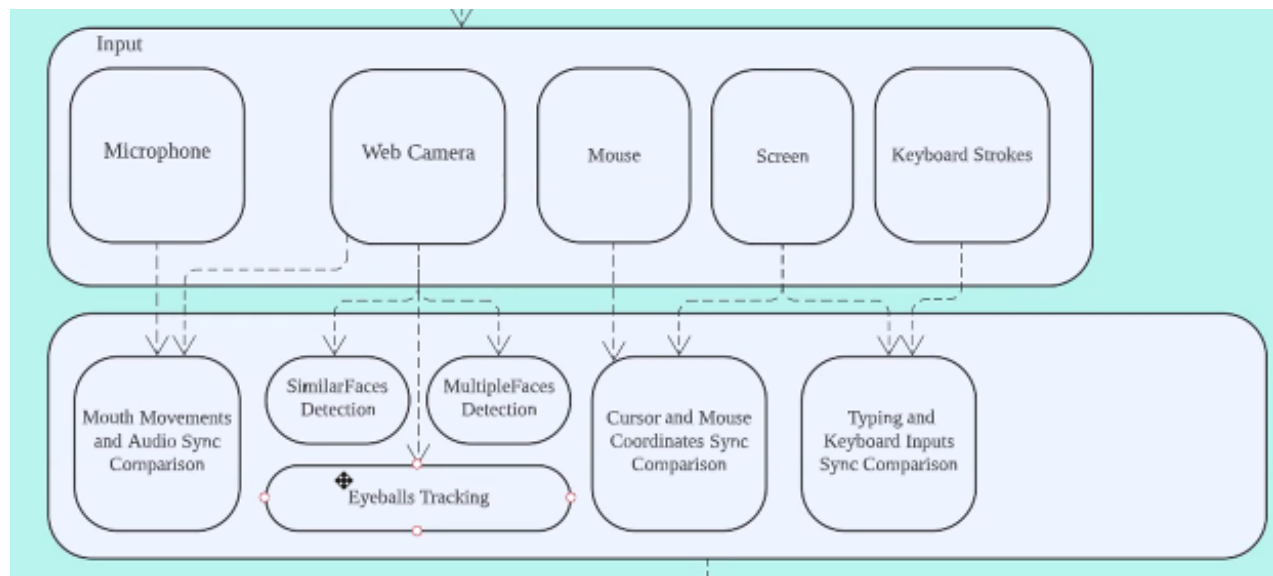 Input
Microphone
Web Camera
Mouse
Screen
Keyboard Strokes
Mouth Movements
and Audio Sync
Comparison
SimilarFaces
Detection
MultipleFaces
Detection
Eyeballs Tracking
Cursor and Mouse
Coordinates Sync
Comparison
Typing and
Keyboard Inputs
Sync Comparison